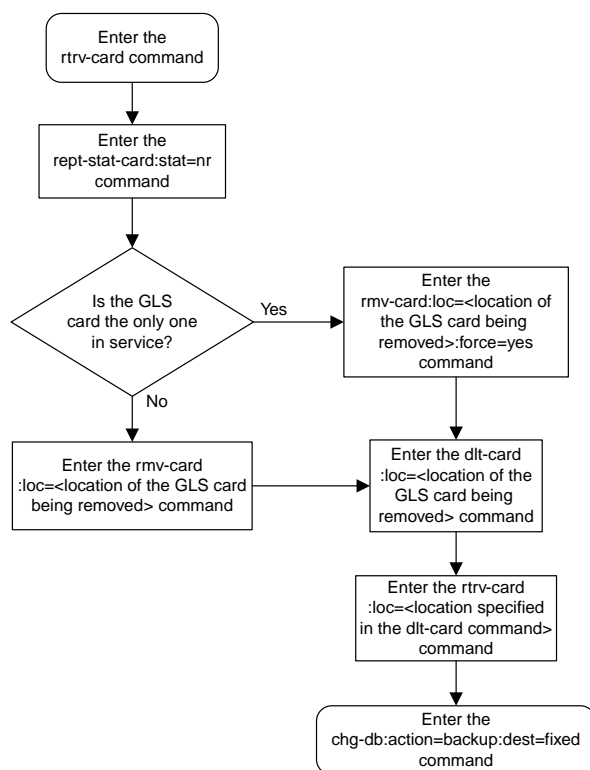 Enter the
rtrv-card command
Enter the
rept-stat-card:stat=nr
command
Is the GLS
card the only one
in service?
Yes
Enter the
rmv-card:loc=<location of
the GLS card being
removed>:force=yes
command
No
Enter the rmv-card
:loc=<location of the GLS card
being removed> command
Enter the dlt-card
:loc=<location of the
GLS card being
removed> command
Enter the rtrv-card
:loc=<location specified
in the dlt-card command>
command
Enter the
chg-db:action=backup:dest=fixed
command